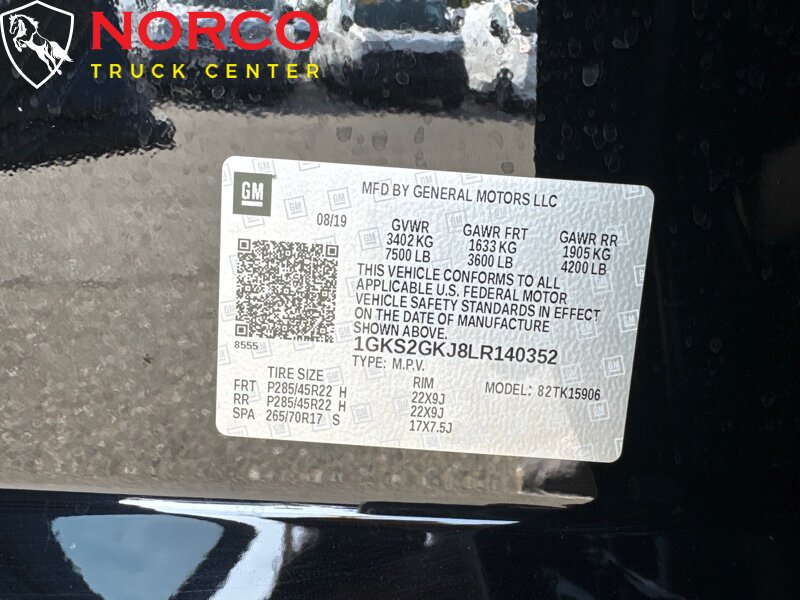 NORCO
TRUCK CENTER
GM
MFD BY GENERAL MOTORS LLC
08/19
GVWR GAWR FRT GAWR RR
3402 KG 1633 KG 1905 KG
7500 LB 3600 LB 4200 LB
THIS VEHICLE CONFORMS TO ALL
APPLICABLE U.S. FEDERAL MOTOR
VEHICLE SAFETY STANDARDS IN EFFECT
ON THE DATE OF MANUFACTURE
SHOWN ABOVE.
8555
1GKS2GKJ8LR140352
TYPE: M.P.V.
TIRE SIZE RIM MODEL: 82TK15906
FRT P285/45R22 H 22X9J
RR P285/45R22 H 22X9J
SPA 265/70R17 S 17X7.5J